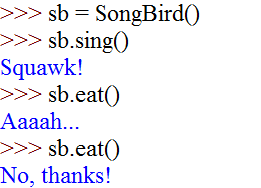 >>> sb = SongBird()
>>> sb.sing()
Squawk!
>>> sb.eat()
Aaaah...
>>> sb.eat()
No, thanks!